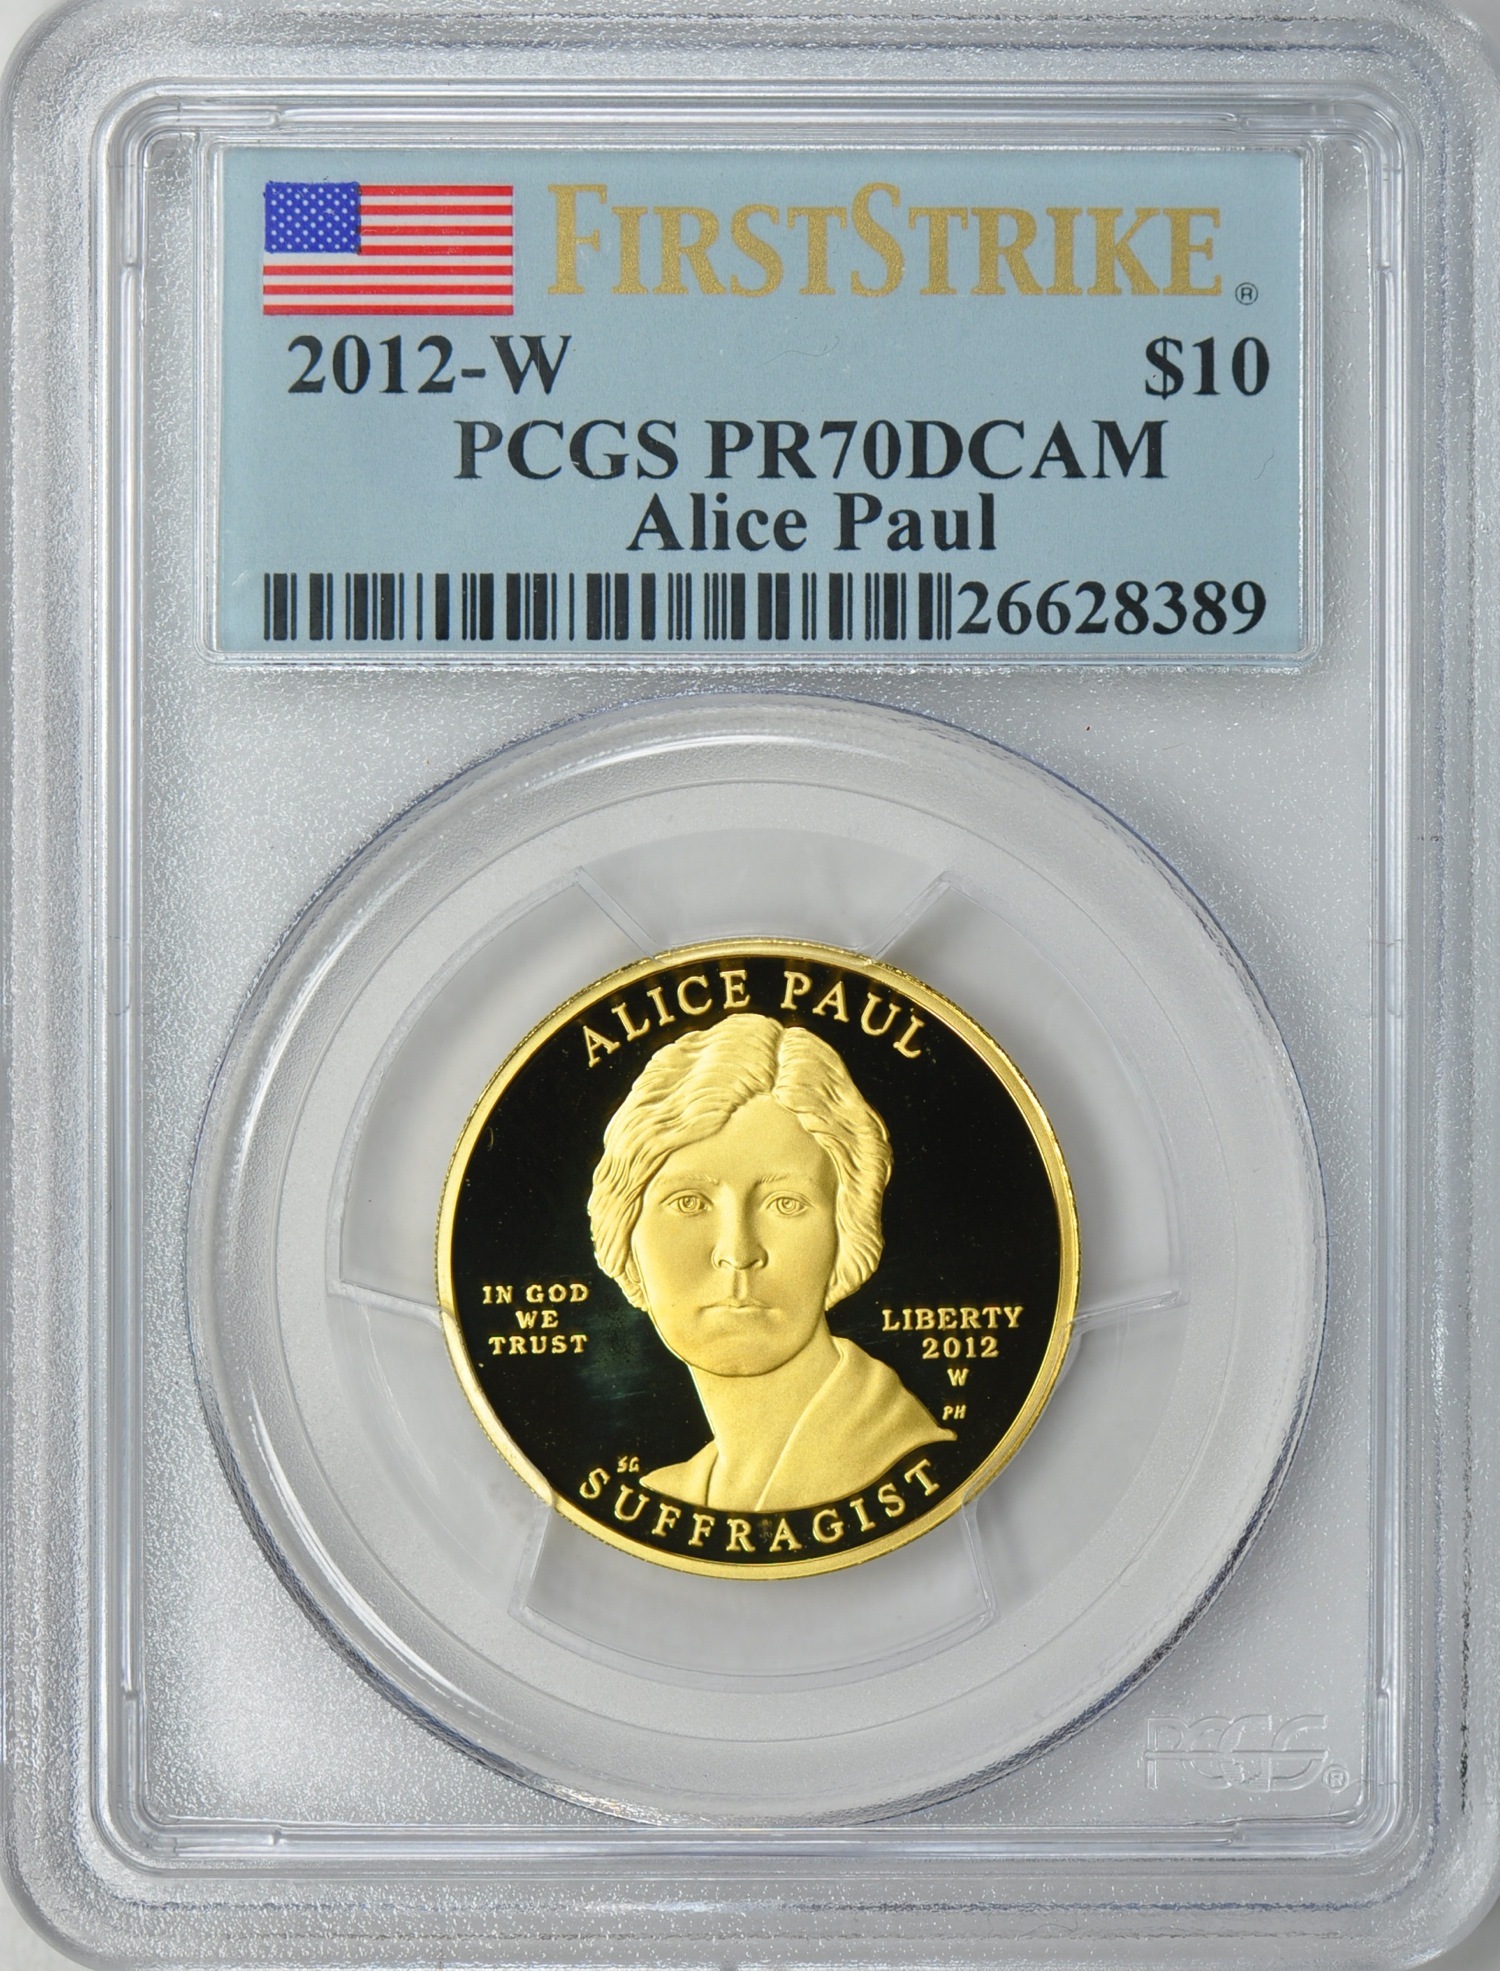 FIRSTSTRIKE®
2012-W $10
PCGS PR70DCAM
Alice Paul
26628389
ALICE PAUL
IN GOD
WE
TRUST
LIBERTY
2012
W
PH
SG
SUFFRAGIST
PCGS®